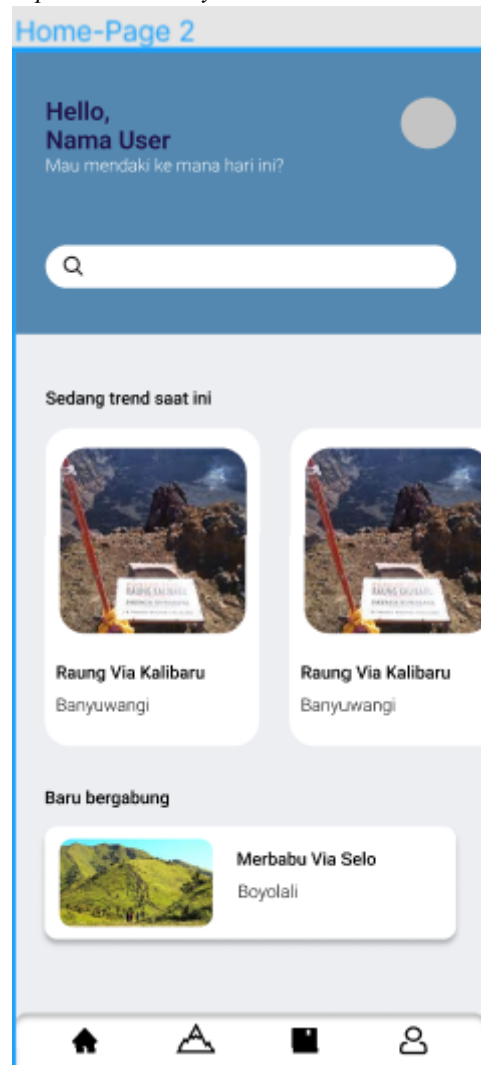 Home-Page 2
Hello,
Nama User
Mau mendaki ke mana hari ini?
Sedang trend saat ini
Raung Via Kalibaru
Banyuwangi
Raung Via Kalibaru
Banyuwangi
Baru bergabung
Merbabu Via Selo
Boyolali